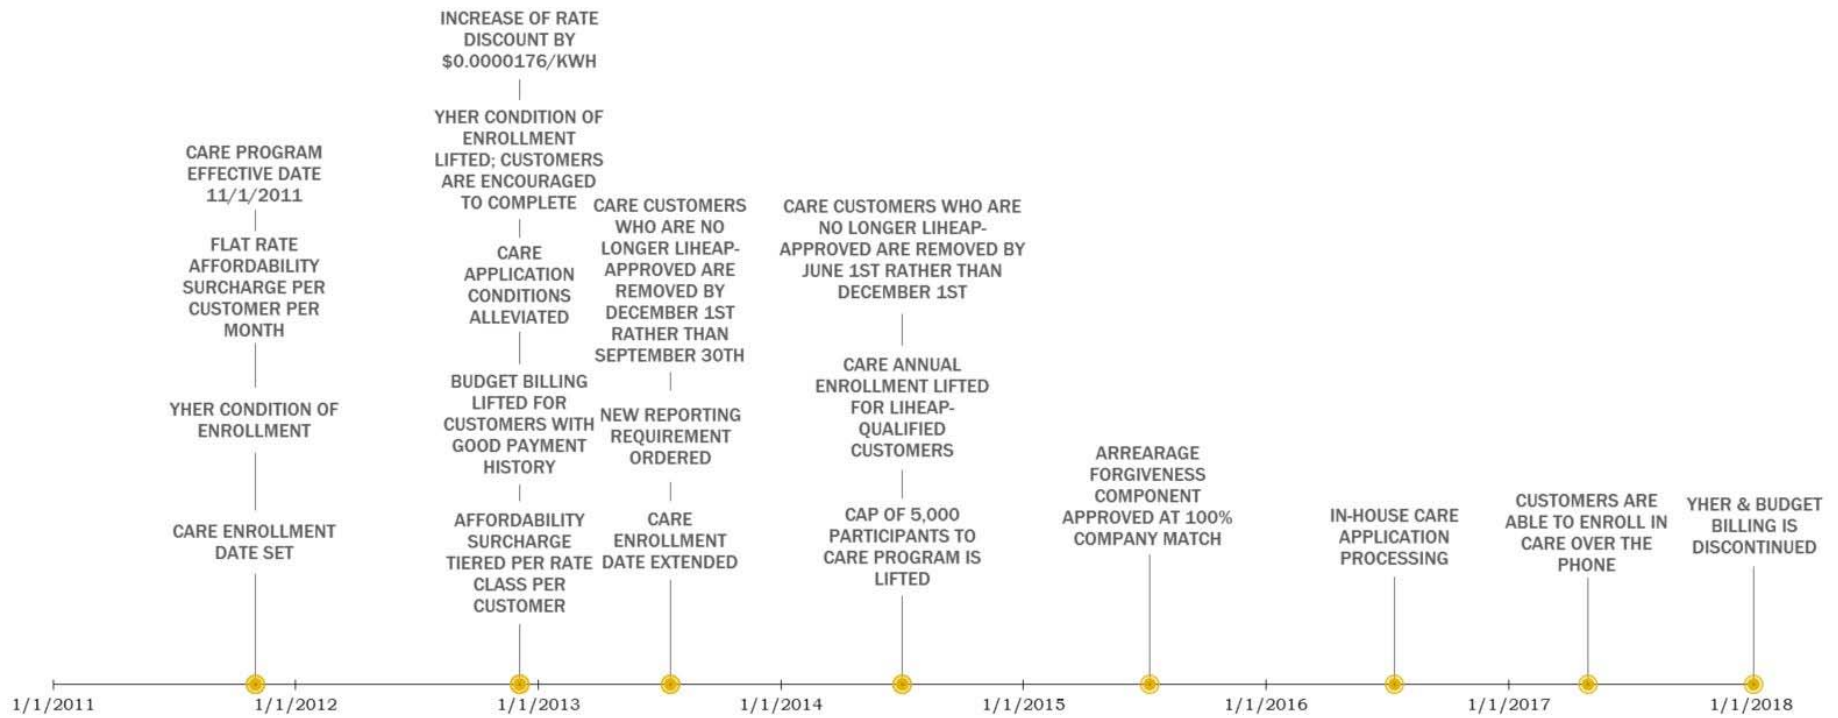 CARE PROGRAM
EFFECTIVE DATE
11/1/2011
FLAT RATE
AFFORDABILITY
SURCHARGE PER
CUSTOMER PER
MONTH
YHER CONDITION OF
ENROLLMENT
CARE ENROLLMENT
DATE SET
INCREASE OF RATE
DISCOUNT BY
$0.0000176/KWH
YHER CONDITION OF
ENROLLMENT
LIFTED; CUSTOMERS
ARE ENCOURAGED
TO COMPLETE
CARE
APPLICATION
CONDITIONS
ALLEVIATED
BUDGET BILLING
LIFTED FOR
CUSTOMERS WITH
GOOD PAYMENT
HISTORY
AFFORDABILITY
SURCHARGE
TIERED PER RATE
CLASS PER
CUSTOMER
CARE CUSTOMERS
WHO ARE NO
LONGER LIHEAP-
APPROVED ARE
REMOVED BY
DECEMBER 1ST
RATHER THAN
SEPTEMBER 30TH
NEW REPORTING
REQUIREMENT
ORDERED
CARE
ENROLLMENT
DATE EXTENDED
CARE CUSTOMERS WHO ARE
NO LONGER LIHEAP-
APPROVED ARE REMOVED BY
JUNE 1ST RATHER THAN
DECEMBER 1ST
CARE ANNUAL
ENROLLMENT LIFTED
FOR LIHEAP-
QUALIFIED
CUSTOMERS
CAP OF 5,000
PARTICIPANTS TO
CARE PROGRAM IS
LIFTED
ARREARAGE
FORGIVENESS
COMPONENT
APPROVED AT 100%
COMPANY MATCH
IN-HOUSE CARE
APPLICATION
PROCESSING
CUSTOMERS ARE
ABLE TO ENROLL IN
CARE OVER THE
PHONE
YHER & BUDGET
BILLING IS
DISCONTINUED
1/1/2011
1/1/2012
1/1/2013
1/1/2014
1/1/2015
1/1/2016
1/1/2017
1/1/2018